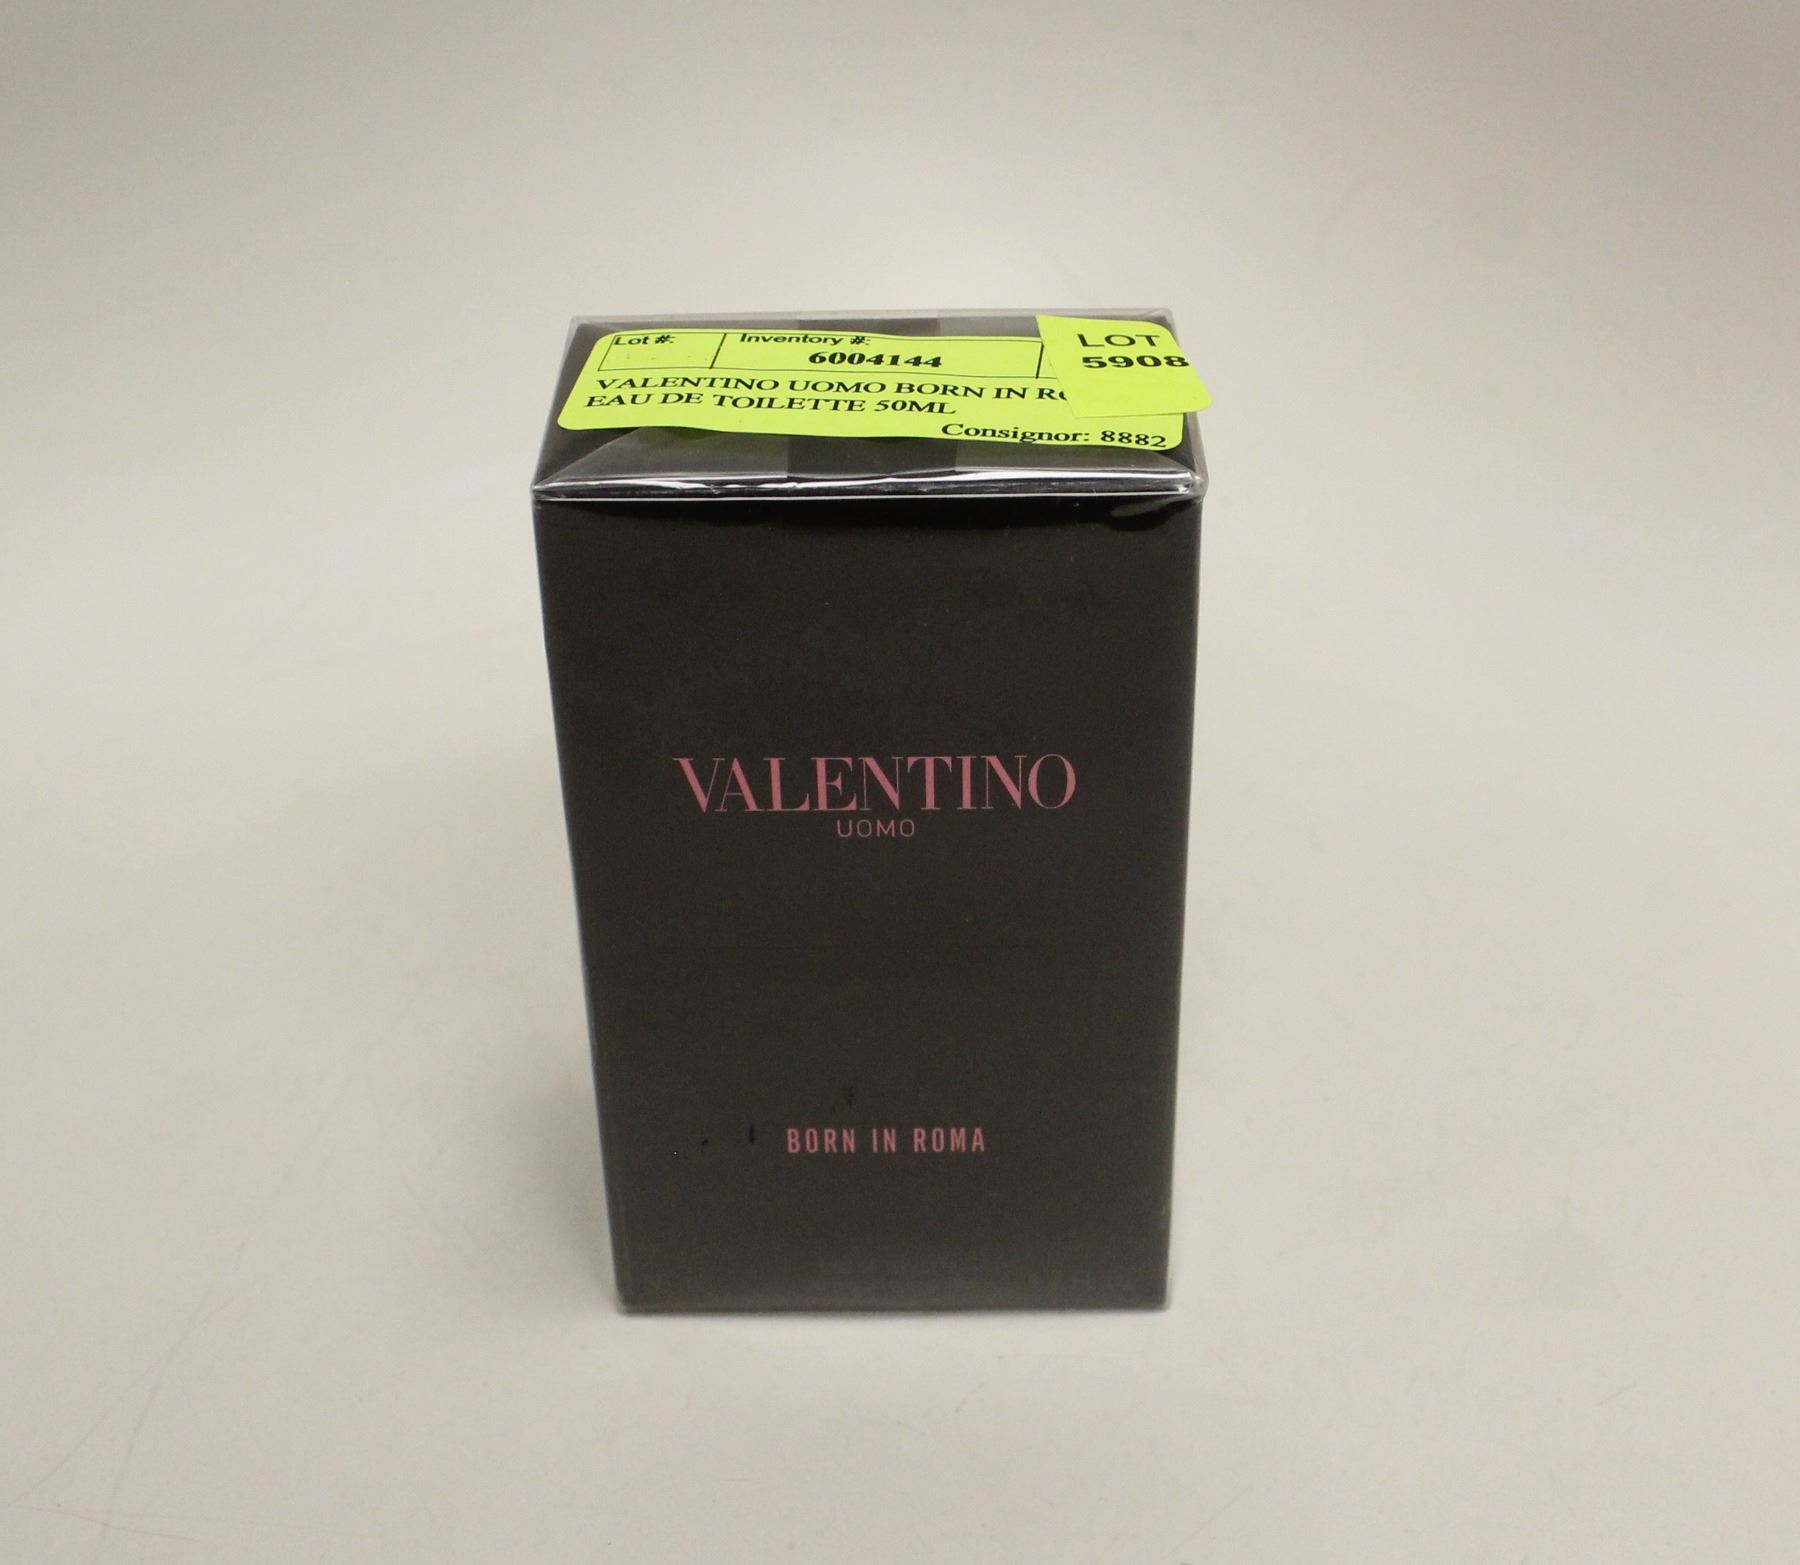 Lot #:
Inventory #:
6004144
LOT
5908
VALENTINO UOMO BORN IN
EAU DE TOILETTE 50ML
Consignor: 8882
VALENTINO
UOMO
BORN IN ROMA